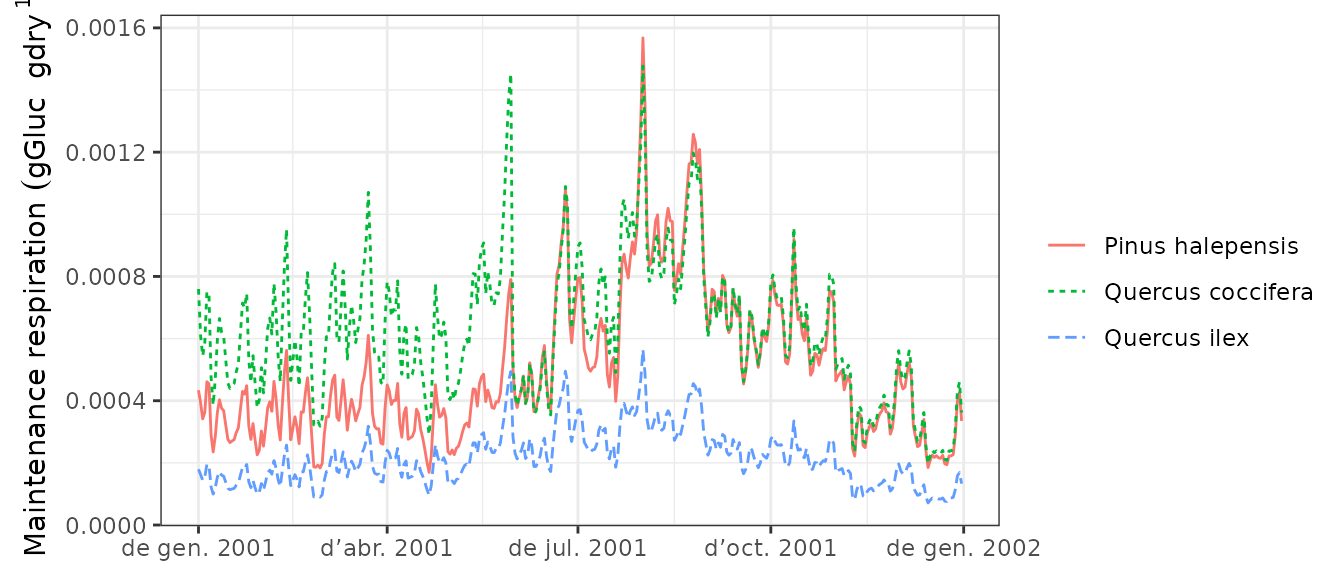 Maintenance respiration (gGluc gdry¹
0.0016
0.0012
0.0008
0.0004
0.0000
de gen. 2001
d’abr. 2001
de jul. 2001
d’oct. 2001
de gen. 2002
Pinus halepensis
Quercus coccifera
Quercus ilex